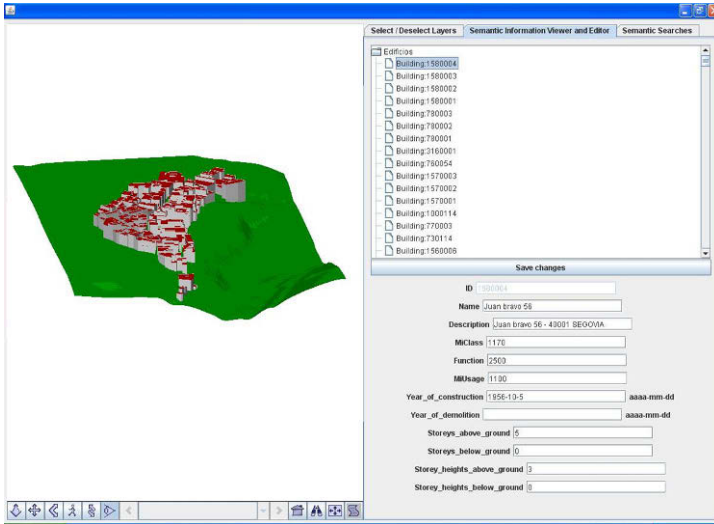 Select / Deselect Layers Semantic Information Viewer and Editor Semantic Searches
Edificios
Building:1580004
Building:1580003
Building:1580002
Building:1580001
Building:780003
Building:780002
Building:780001
Building:3160001
Building:760054
Building:1570003
Building:1570002
Building:1570001
Building:1000114
Building:770003
Building:730114
Building:1560006
Save changes
ID 1580004
Name Juan bravo 56
Description Juan bravo 56 - 40001 SEGOVIA
MiClass 1170
Function 2500
MiUsage 1100
Year_of_construction 1956-10-5 aaaa-mm-dd
Year_of_demolition aaaa-mm-dd
Storeys_above_ground 5
Storeys_below_ground 0
Storey_heights_above_ground 3
Storey_heights_below_ground 0